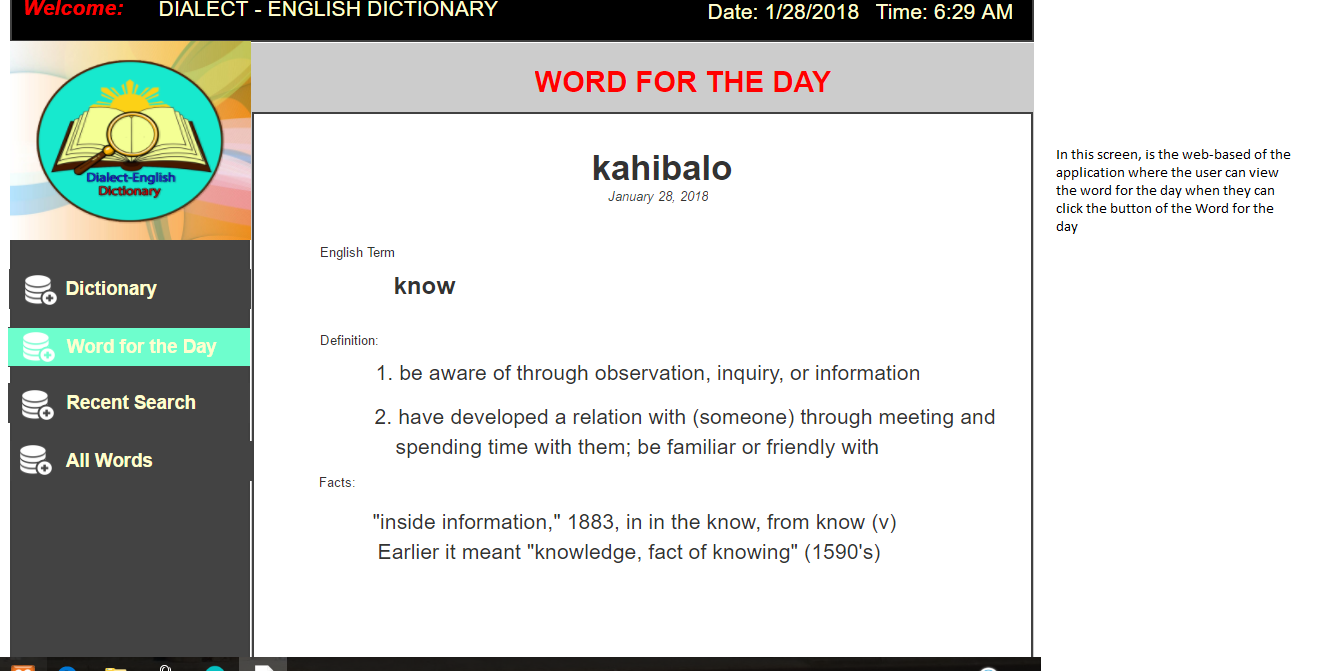 Welcome: DIALECT - ENGLISH DICTIONARY Date: 1/28/2018 Time: 6:29 AM
Dialect-English
Dictionary
Dictionary
Word for the Day
Recent Search
All Words
WORD FOR THE DAY
kahibalo
January 28, 2018
English Term
know
Definition:
1. be aware of through observation, inquiry, or information
2. have developed a relation with (someone) through meeting and
spending time with them; be familiar or friendly with
Facts:
"inside information," 1883, in in the know, from know (v)
Earlier it meant "knowledge, fact of knowing" (1590's)
In this screen, is the web-based of the
application where the user can view
the word for the day when they can
click the button of the Word for the
day